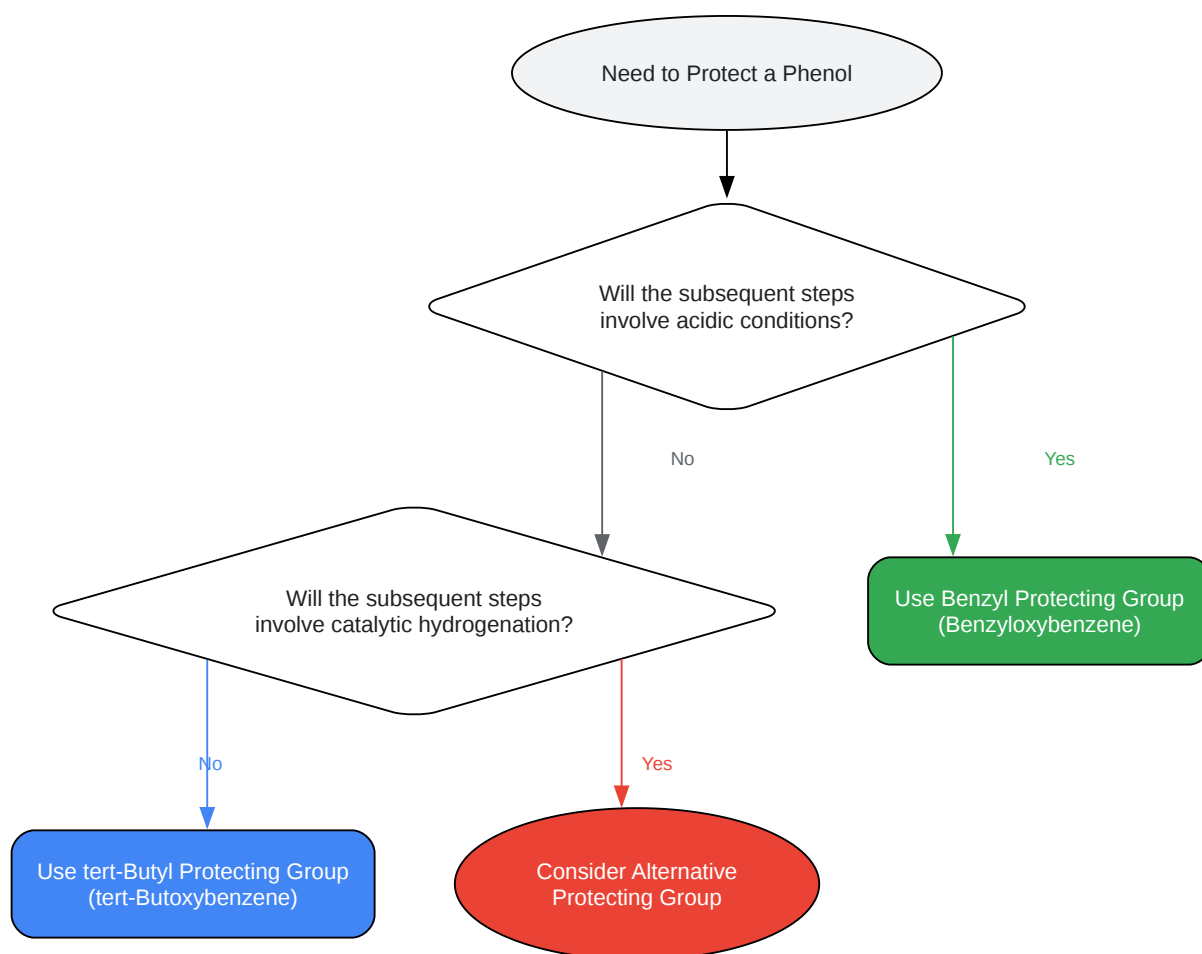 Need to Protect a Phenol
Will the subsequent steps
involve acidic conditions?
No
Yes
Will the subsequent steps
involve catalytic hydrogenation?
Use Benzyl Protecting Group
(Benzyloxybenzene)
No
Yes
Use tert-Butyl Protecting Group
(tert-Butoxybenzene)
Consider Alternative
Protecting Group